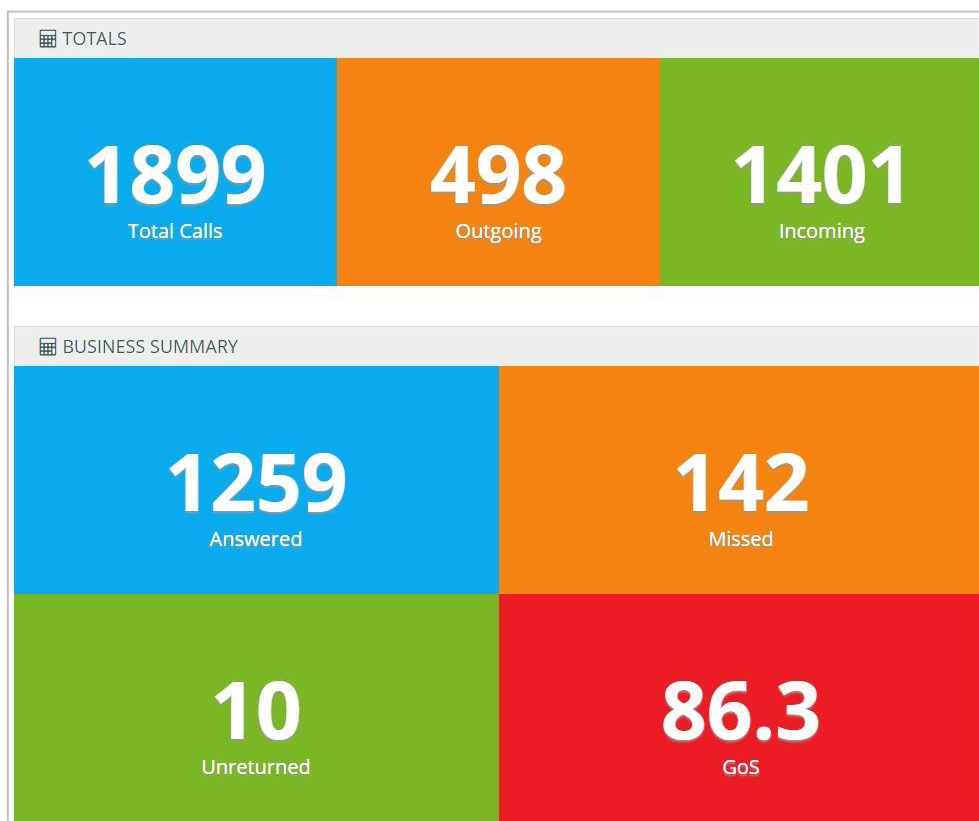 TOTALS
1899
Total Calls
498
Outgoing
1401
Incoming
BUSINESS SUMMARY
1259
Answered
142
Missed
10
Unreturned
86.3
GoS